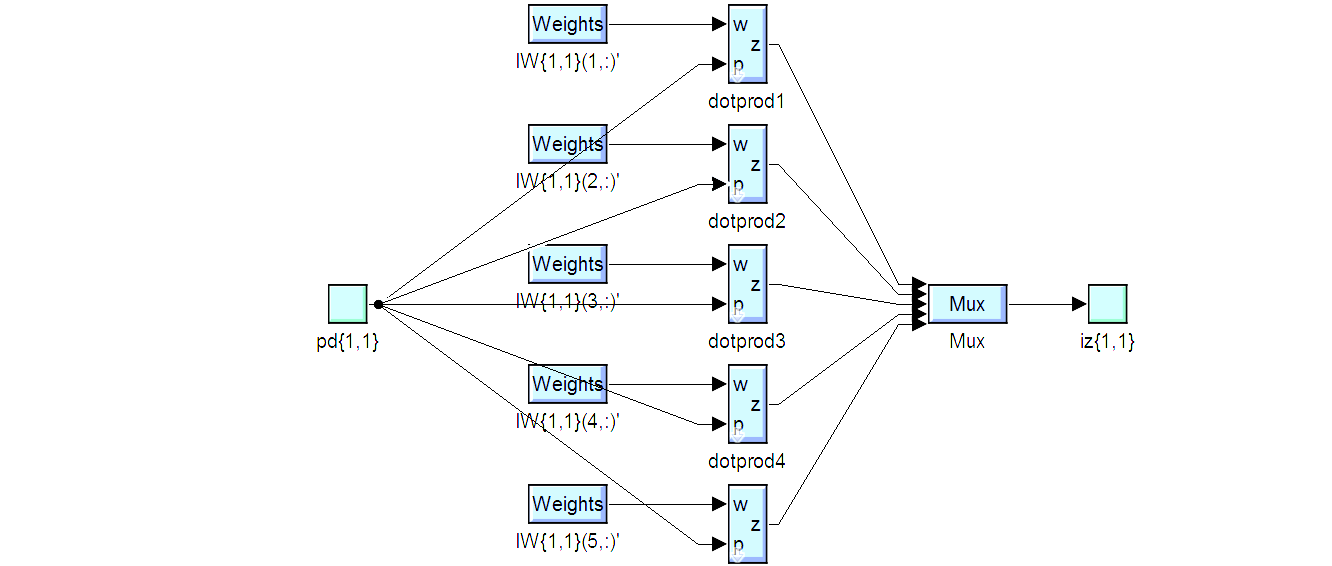 Weights
w
z
p
IW{1,1}(1,:)'
dotprod1
Weights
w
z
p
IW{1,1}(2,:)'
dotprod2
Weights
w
z
p
IW{1,1}(3,:)'
dotprod3
pd{1,1}
Mux
Mux
iz{1,1}
Weights
w
z
p
IW{1,1}(4,:)'
dotprod4
Weights
w
z
p
IW{1,1}(5,:)'